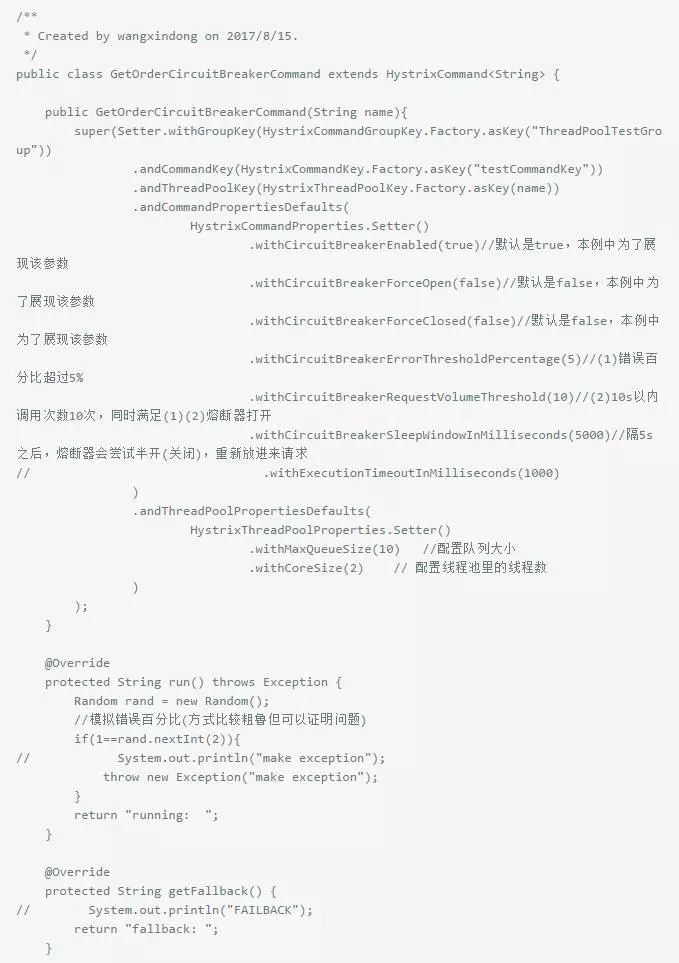 /**
 * Created by wangxindong on 2017/8/15.
 */
public class GetOrderCircuitBreakerCommand extends HystrixCommand<String> {

    public GetOrderCircuitBreakerCommand(String name){
        super(Setter.withGroupKey(HystrixCommandGroupKey.Factory.asKey("ThreadPoolTestGro
up"))
                .andCommandKey(HystrixCommandKey.Factory.asKey("testCommandKey"))
                .andThreadPoolKey(HystrixThreadPoolKey.Factory.asKey(name))
                .andCommandPropertiesDefaults(
                        HystrixCommandProperties.Setter()
                                .withCircuitBreakerEnabled(true)//默认是true，本例中为了展
现该参数
                                .withCircuitBreakerForceOpen(false)//默认是false，本例中为
了展现该参数
                                .withCircuitBreakerForceClosed(false)//默认是false，本例中
为了展现该参数
                                .withCircuitBreakerErrorThresholdPercentage(5)//(1)错误百
分比超过5%
                                .withCircuitBreakerRequestVolumeThreshold(10)//(2)10s以内
调用次数10次，同时满足(1)(2)熔断器打开
                                .withCircuitBreakerSleepWindowInMilliseconds(5000)//隔5s
之后，熔断器会尝试半开(关闭)，重新放进来请求
//                                .withExecutionTimeoutInMilliseconds(1000)
                )
                .andThreadPoolPropertiesDefaults(
                        HystrixThreadPoolProperties.Setter()
                                .withMaxQueueSize(10)   //配置队列大小
                                .withCoreSize(2)    // 配置线程池里的线程数
                )
        );
    }

    @Override
    protected String run() throws Exception {
        Random rand = new Random();
        //模拟错误百分比(方式比较粗鲁但可以证明问题)
        if(1==rand.nextInt(2)){
//            System.out.println("make exception");
            throw new Exception("make exception");
        }
        return "running:  ";
    }

    @Override
    protected String getFallback() {
//        System.out.println("FAILBACK");
        return "fallback: ";
    }